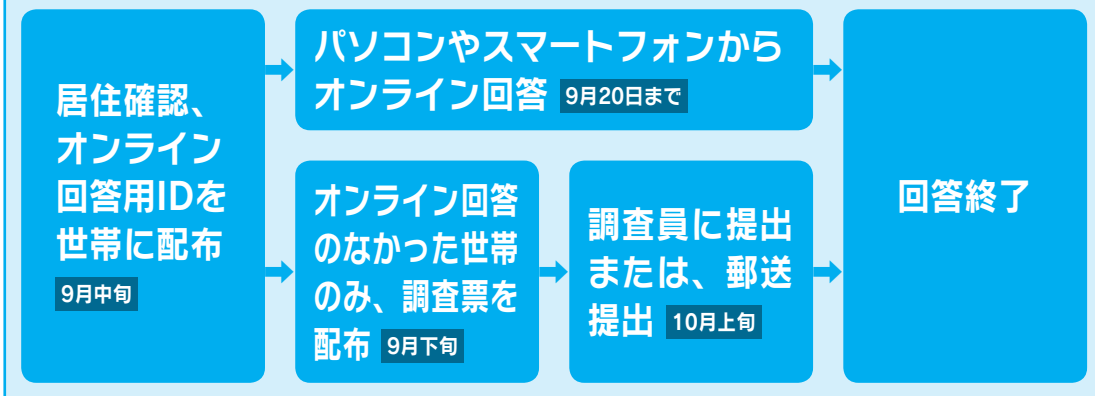 居住確認、
オンライン
回答用IDを
世帯に配布
9月中旬
パソコンやスマートフォンから
オンライン回答 9月20日まで
オンライン回答
のなかった世帯
のみ、調査票を
配布 9月下旬
調査員に提出
または、郵送
提出 10月上旬
回答終了